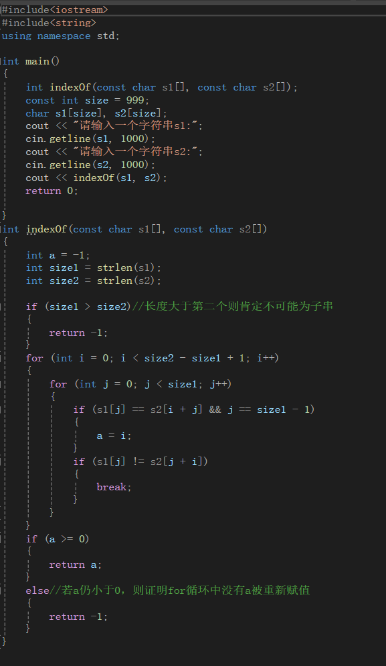 #include<iostream>
#include<string>
using namespace std;
int main()
{
int indexOf(const char s1[], const char s2[]);
const int size = 999;
char s1[size], s2[size];
cout << "请输入一个字符串s1:";
cin.getline(s1, 1000);
cout << "请输入一个字符串s2:";
cin.getline(s2, 1000);
cout << indexOf(s1, s2);
return 0;
}
int indexOf(const char s1[], const char s2[])
{
int a = -1;
int size1 = strlen(s1);
int size2 = strlen(s2);
if (size1 > size2)//长度大于第二个则肯定不可能为子串
{
return -1;
}
for (int i = 0; i < size2 - size1 + 1; i++)
{
for (int j = 0; j < size1; j++)
{
if (s1[j] == s2[i + j] && j == size1 - 1)
{
a = i;
}
if (s1[j] != s2[j + i])
{
break;
}
}
}
if (a >= 0)
{
return a;
}
else//若a仍小于0，则证明for循环中没有a被重新赋值
{
return -1;
}
}